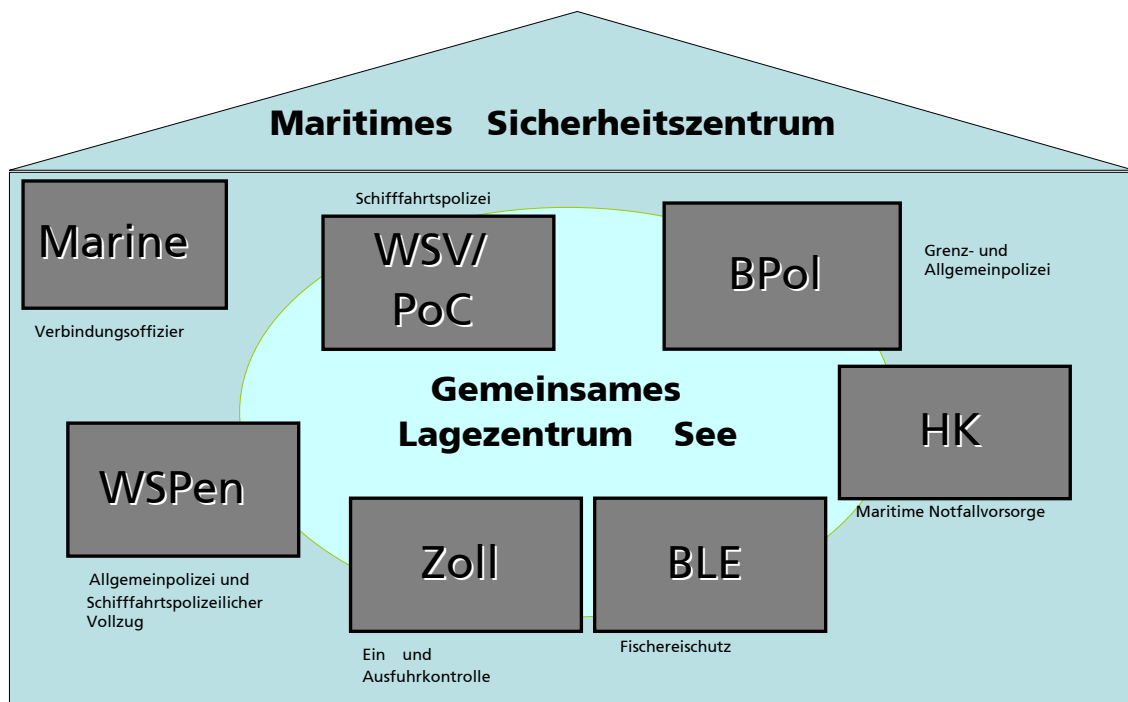 Maritimes Sicherheitszentrum
Marine
Verbindungsoffizier
Schifffahrtspolizei
WSV/
PoC
BPol
Grenz- und
Allgemeinpolizei
Gemeinsames
Lagezentrum See
HK
Maritime Notfallvorsorge
WSPen
Allgemeinpolizei und
Schifffahrtspolizeilicher
Vollzug
Zoll
Ein und
Ausfuhrkontrolle
BLE
Fischereischutz